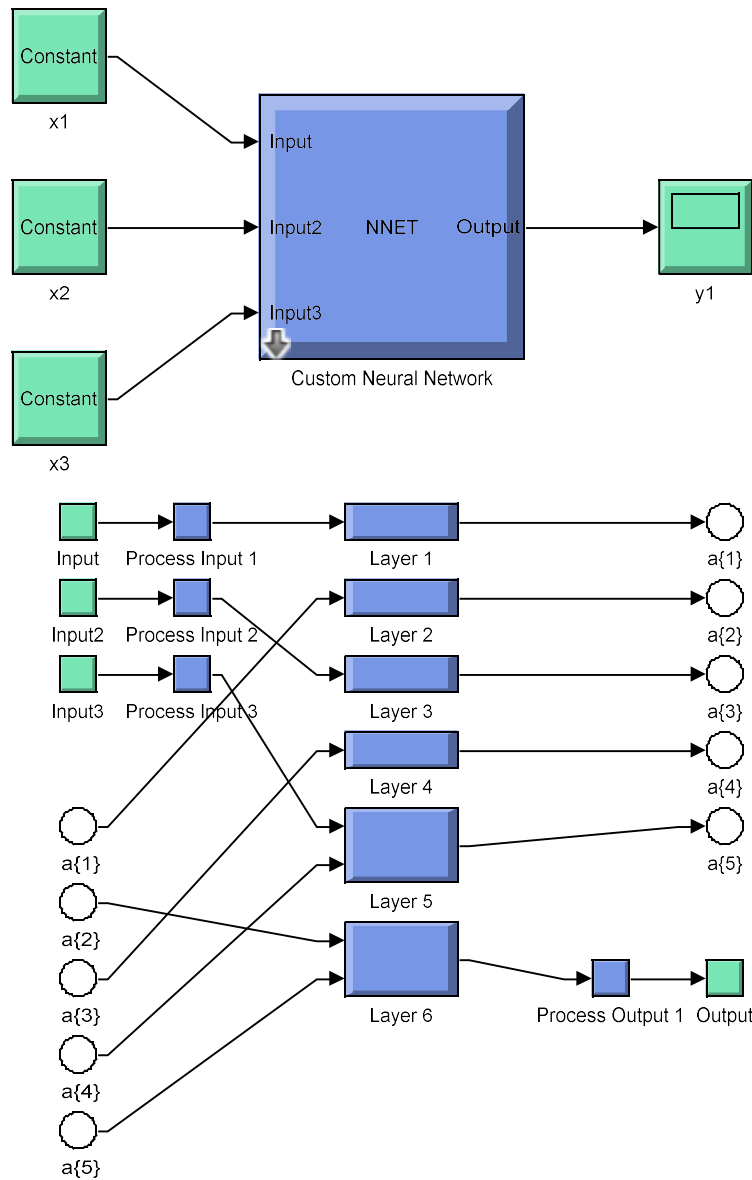 Constant
x1
Input
Constant
Input2 NNET Output
x2
y1
Input3
Custom Neural Network
Constant
x3
Input Process Input 1 Layer 1 a{1}
Input2 Process Input 2 Layer 2 a{2}
Input3 Process Input 3 Layer 3 a{3}
Layer 4 a{4}
a{1}
Layer 5 a{5}
a{2}
a{3} Layer 6 Process Output 1 Output
a{4}
a{5}